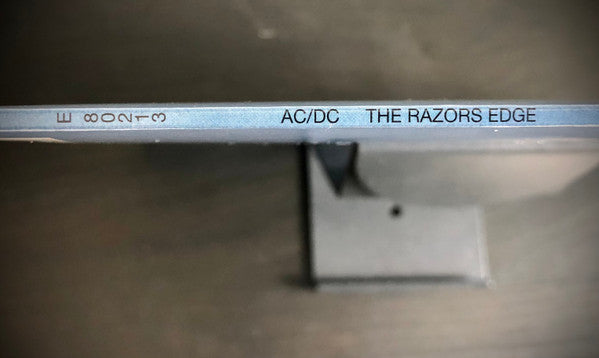 E 80213 AC/DC THE RAZORS EDGE